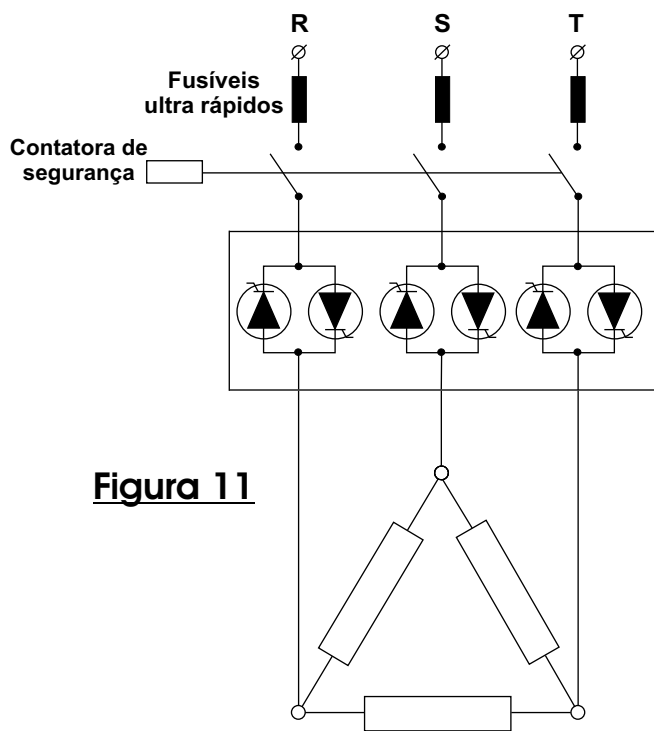 R S T
Fusíveis
ultra rápidos
Contatora de
segurança
Figura 11